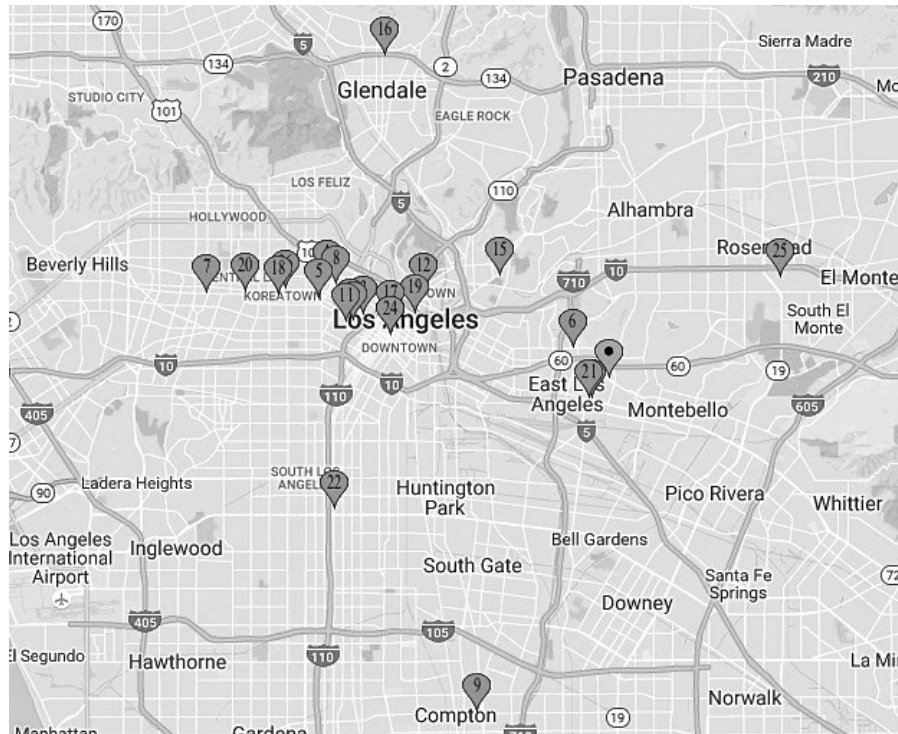 170
16
5
Sierra Madre
134
2
134
Pasadena
210
Glendale
STUDIO CITY
101
EAGLE ROCK
LOS FELIZ
110
5
Alhambra
HOLLYWOOD
Beverly Hills
7
20
18
5
8
12
15
Rosemead
25
710
10
El Monte
KOREATOWN
11
17
19
24
Los Angeles
DOWNTOWN
6
South El
Monte
60
60
10
10
110
21
East Los
Angeles
19
Montebello
605
405
5
90
Ladera Heights
SOUTH LOS
22
Huntington
Park
Pico Rivera
Whittier
Los Angeles
International
Airport
Inglewood
Bell Gardens
South Gate
72
Santa Fe
Springs
Downey
405
105
El Segundo
Hawthorne
110
9
Compton
Norwalk
19
Gardena
710